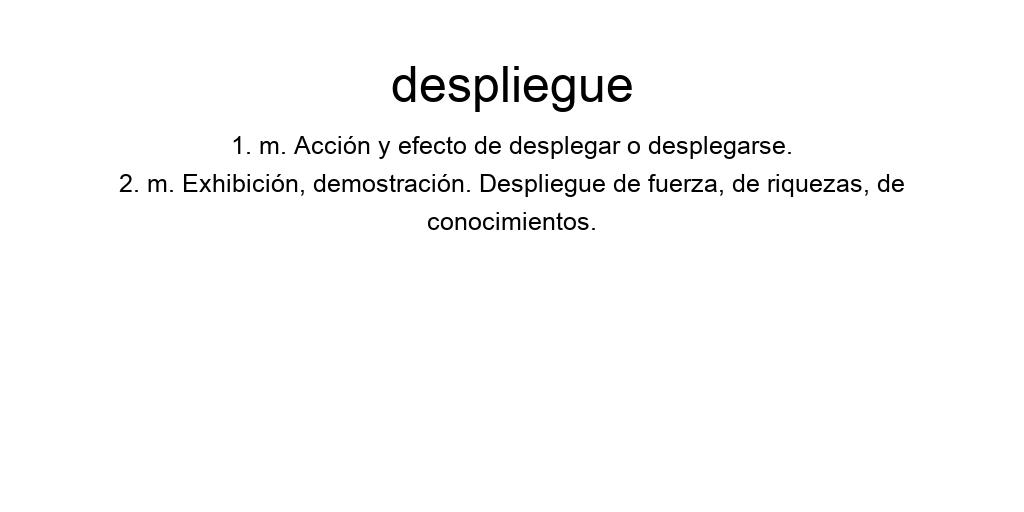 despliegue
1. m. Acción y efecto de desplegar o desplegarse.
2. m. Exhibición, demostración. Despliegue de fuerza, de riquezas, de
conocimientos.